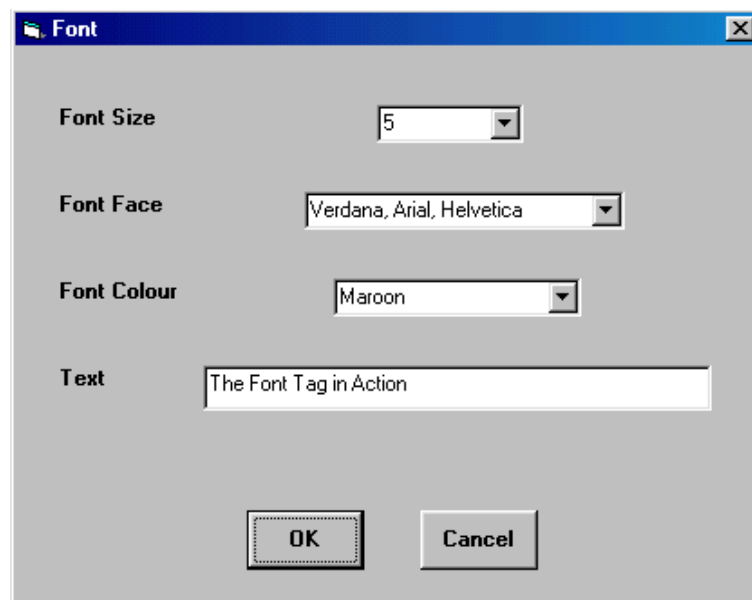 Font
Font Size 5
Font Face Verdana, Arial, Helvetica
Font Colour Maroon
Text The Font Tag in Action
OK Cancel